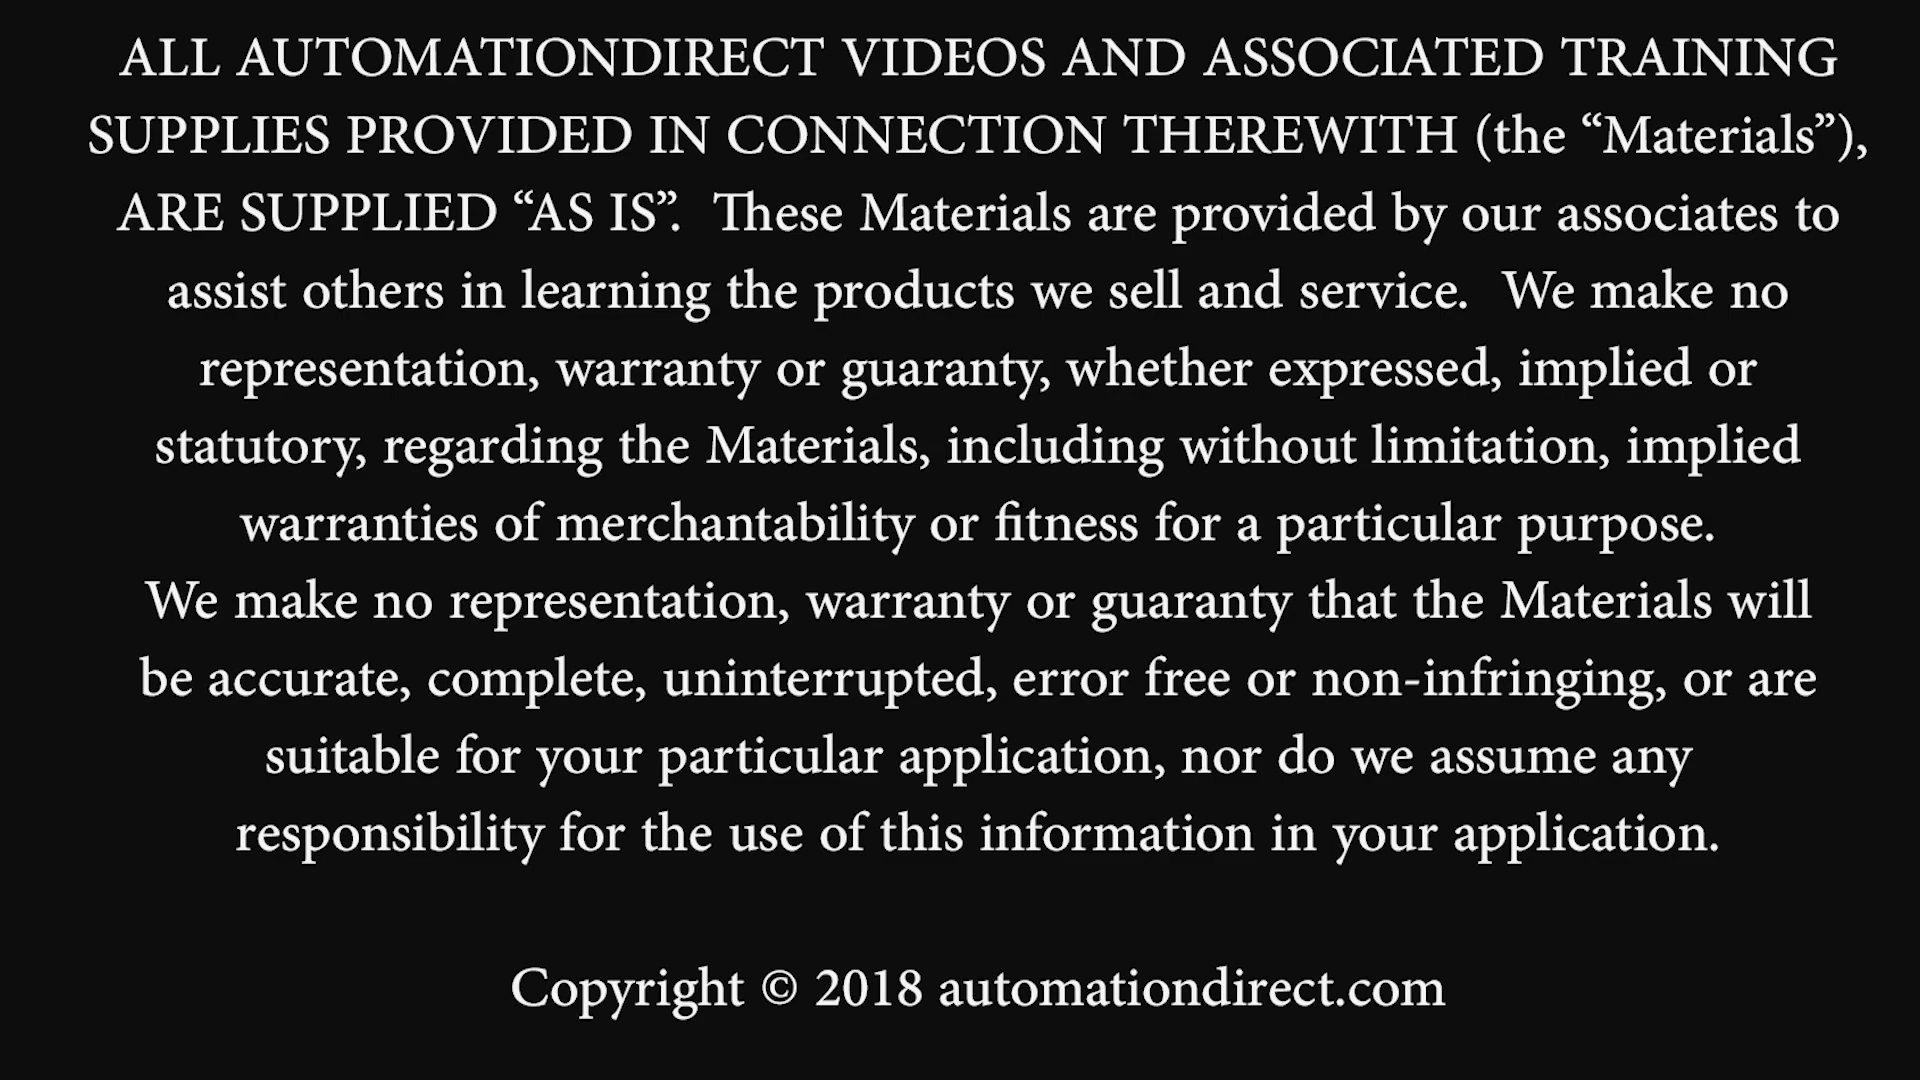 ALL AUTOMATIONDIRECT VIDEOS AND ASSOCIATED TRAINING
SUPPLIES PROVIDED IN CONNECTION THEREWITH (the “Materials”),
ARE SUPPLIED “AS IS”.  These Materials are provided by our associates to
assist others in learning the products we sell and service.  We make no
representation, warranty or guaranty, whether expressed, implied or
statutory, regarding the Materials, including without limitation, implied
warranties of merchantability or fitness for a particular purpose.
We make no representation, warranty or guaranty that the Materials will
be accurate, complete, uninterrupted, error free or non-infringing, or are
suitable for your particular application, nor do we assume any
responsibility for the use of this information in your application.
Copyright © 2018 automationdirect.com